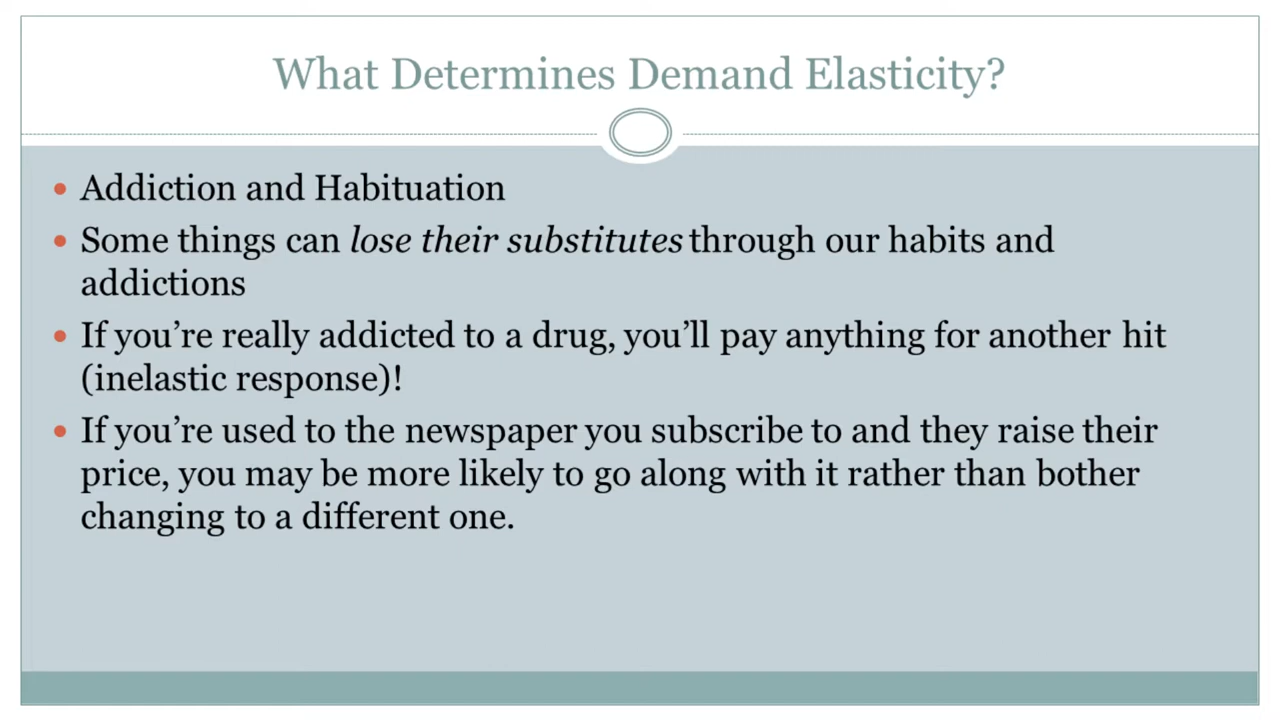 What Determines Demand Elasticity?
• Addiction and Habituation
• Some things can lose their substitutes through our habits and
addictions
• If you’re really addicted to a drug, you’ll pay anything for another hit
(inelastic response)!
• If you’re used to the newspaper you subscribe to and they raise their
price, you may be more likely to go along with it rather than bother
changing to a different one.